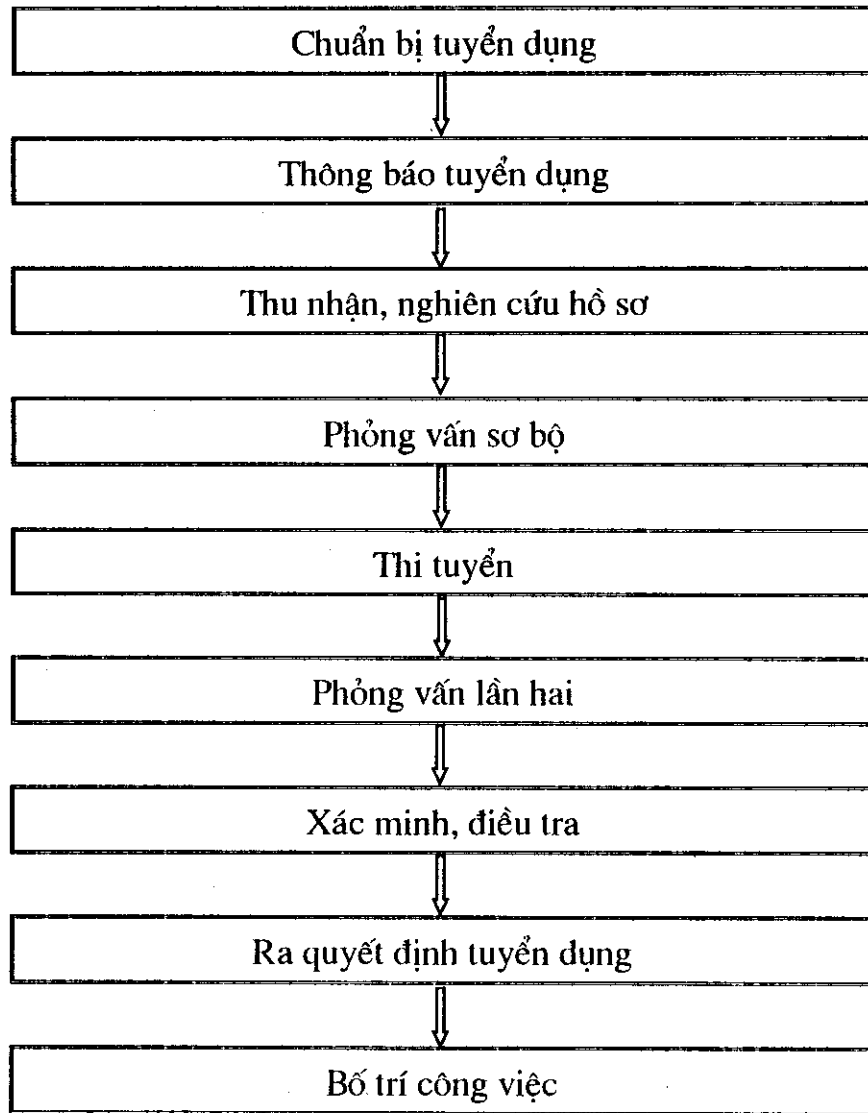 Chuẩn bị tuyển dụng
Thông báo tuyển dụng
Thu nhận, nghiên cứu hồ sơ
Phỏng vấn sơ bộ
Thi tuyển
Phỏng vấn lần hai
Xác minh, điều tra
Ra quyết định tuyển dụng
Bố trí công việc